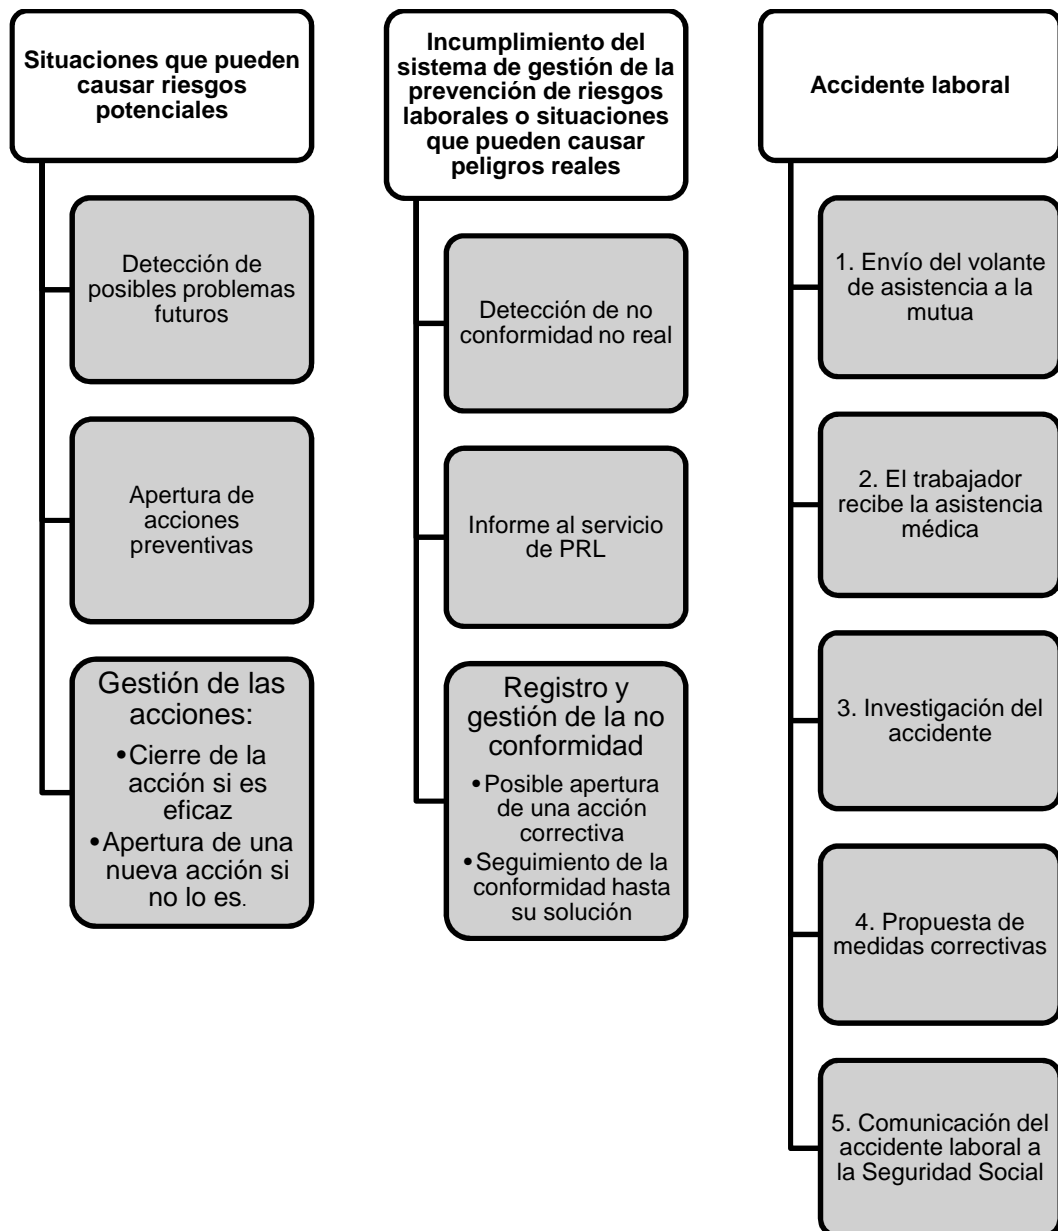 Situaciones que pueden
causar riesgos
potenciales
Detección de
posibles problemas
futuros
Apertura de
acciones
preventivas
Gestión de las
acciones:
•Cierre de la
acción si es
eficaz
•Apertura de una
nueva acción si
no lo es.
Incumplimiento del
sistema de gestión de la
prevención de riesgos
laborales o situaciones
que pueden causar
peligros reales
Detección de no
conformidad no real
Informe al servicio
de PRL
Registro y
gestión de la no
conformidad
•Posible apertura
de una acción
correctiva
•Seguimiento de la
conformidad hasta
su solución
Accidente laboral
1. Envío del volante
de asistencia a la
mutua
2. El trabajador
recibe la asistencia
médica
3. Investigación del
accidente
4. Propuesta de
medidas correctivas
5. Comunicación del
accidente laboral a
la Seguridad Social